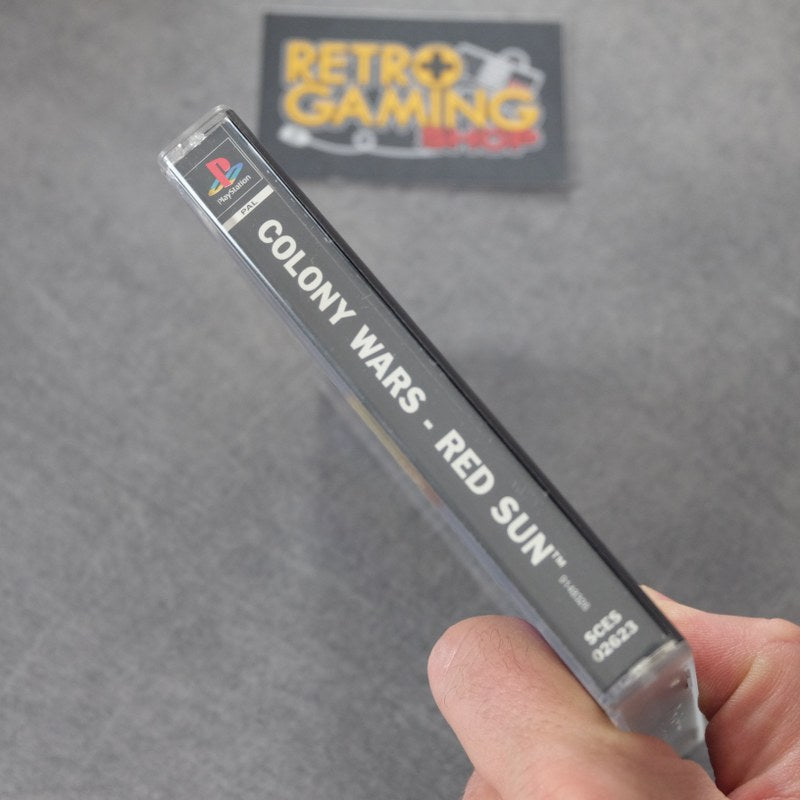 RETRO
GAMING
SHOP
PlayStation
PAL
COLONY WARS - RED SUN™
SCES
02623